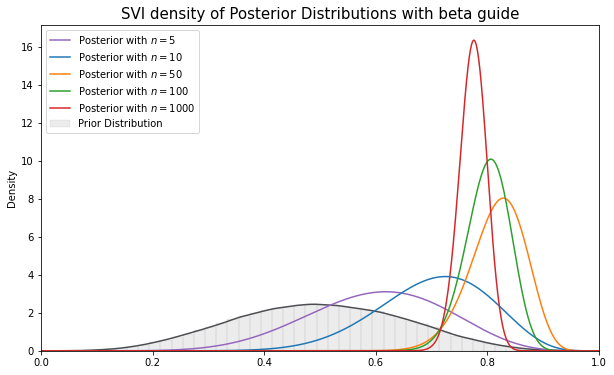 SVI density of Posterior Distributions with beta guide
Posterior with n = 5
Posterior with n = 10
Posterior with n = 50
Posterior with n = 100
Posterior with n = 1000
Prior Distribution
Density
16
14
12
10
8
6
4
2
0
0.0 0.2 0.4 0.6 0.8 1.0